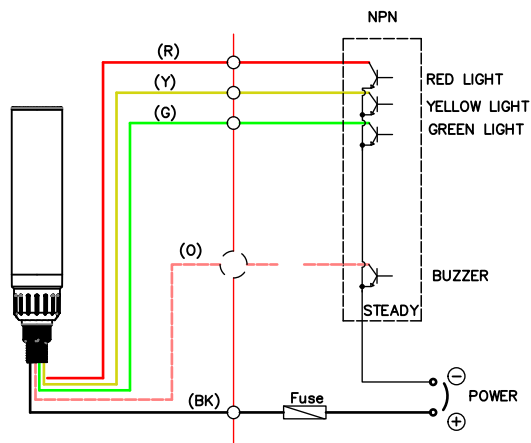 NPN
(R)
RED LIGHT
(Y)
YELLOW LIGHT
(G)
GREEN LIGHT
(O)
BUZZER
STEADY
(BK)
Fuse
−
POWER
+